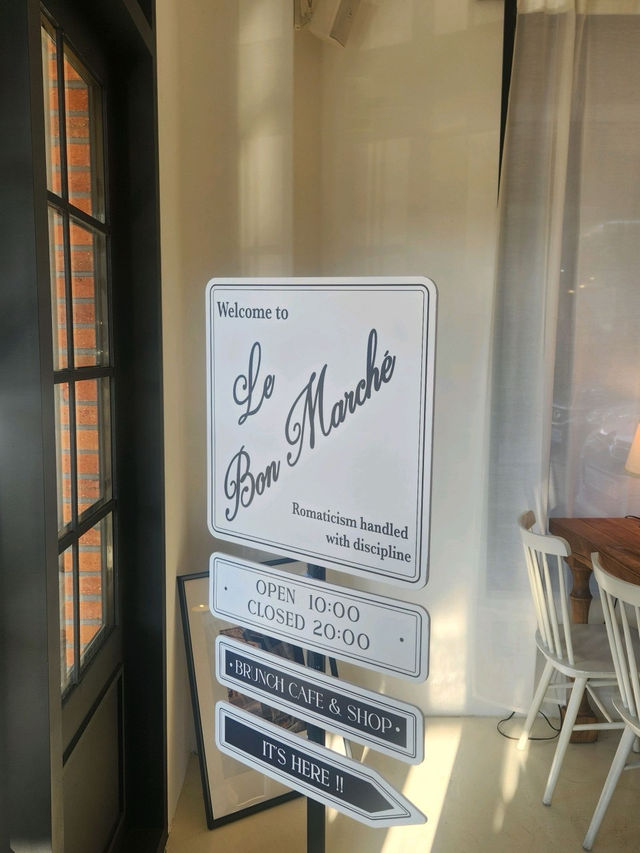 Welcome to
Le
Bon Marché
Romaticism handled
with discipline
OPEN 10:00
CLOSED 20:00
•BRUNCH CAFE & SHOP•
IT'S HERE !!